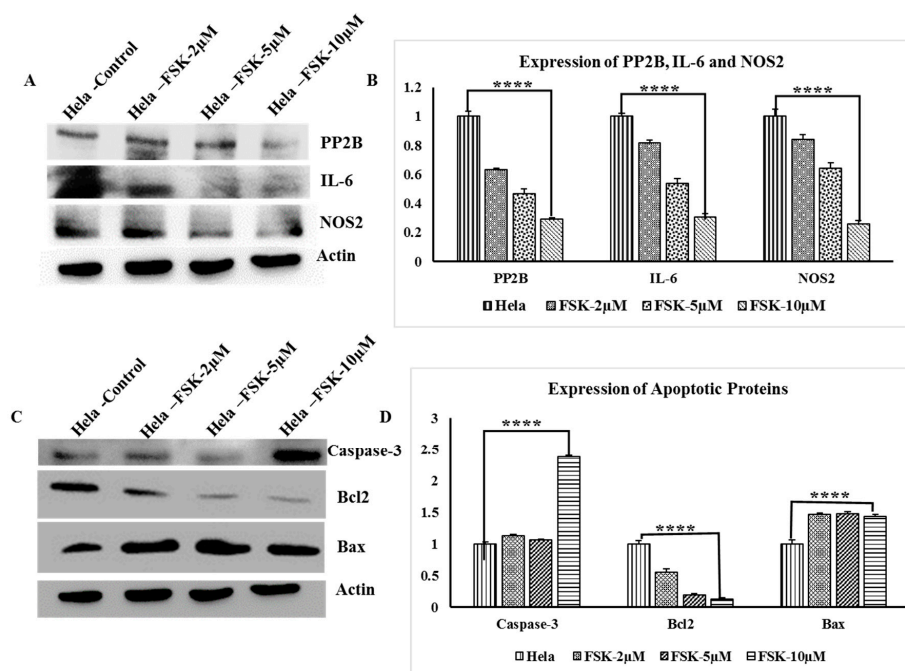 A
Hela -Control
Hela –FSK-2µM
Hela –FSK-5µM
Hela –FSK-10µM
PP2B
IL-6
NOS2
Actin
B
Expression of PP2B, IL-6 and NOS2
1.2
1
0.8
0.6
0.4
0.2
0
**** **** ****
PP2B IL-6 NOS2
Hela FSK-2µM FSK-5µM FSK-10µM
C
Hela -Control
Hela –FSK-2µM
Hela –FSK-5µM
Hela –FSK-10µM
Caspase-3
Bcl2
Bax
Actin
D
Expression of Apoptotic Proteins
3
2.5
2
1.5
1
0.5
0
**** **** ****
Caspase-3 Bcl2 Bax
Hela FSK-2µM FSK-5µM FSK-10µM